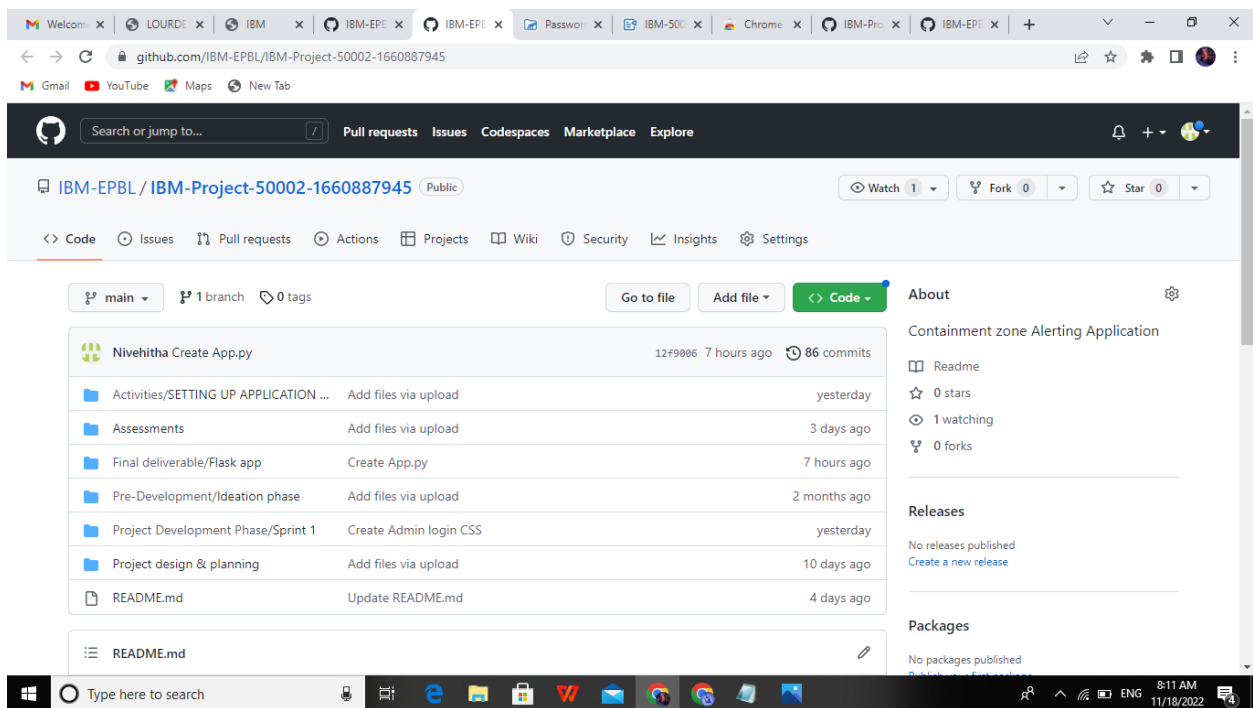 Welcom LOURDE IBM IBM-EPE IBM-EPE Passwor IBM-500 Chrome IBM-Pro IBM-EPE
github.com/IBM-EPBL/IBM-Project-50002-1660887945
Gmail YouTube Maps New Tab
Search or jump to... / Pull requests Issues Codespaces Marketplace Explore
IBM-EPBL / IBM-Project-50002-1660887945 Public
Watch 1 Fork 0 Star 0
<> Code Issues Pull requests Actions Projects Wiki Security Insights Settings
main 1 branch 0 tags Go to file Add file <> Code
Nivehitha Create App.py 12f9006 7 hours ago 86 commits
Activities/SETTING UP APPLICATION ... Add files via upload yesterday
Assessments Add files via upload 3 days ago
Final deliverable/Flask app Create App.py 7 hours ago
Pre-Development/Ideation phase Add files via upload 2 months ago
Project Development Phase/Sprint 1 Create Admin login CSS yesterday
Project design & planning Add files via upload 10 days ago
README.md Update README.md 4 days ago
README.md
About
Containment zone Alerting Application
Readme
0 stars
1 watching
0 forks
Releases
No releases published
Create a new release
Packages
No packages published
Publish your first package
Type here to search
ENG
8:11 AM
11/18/2022
4